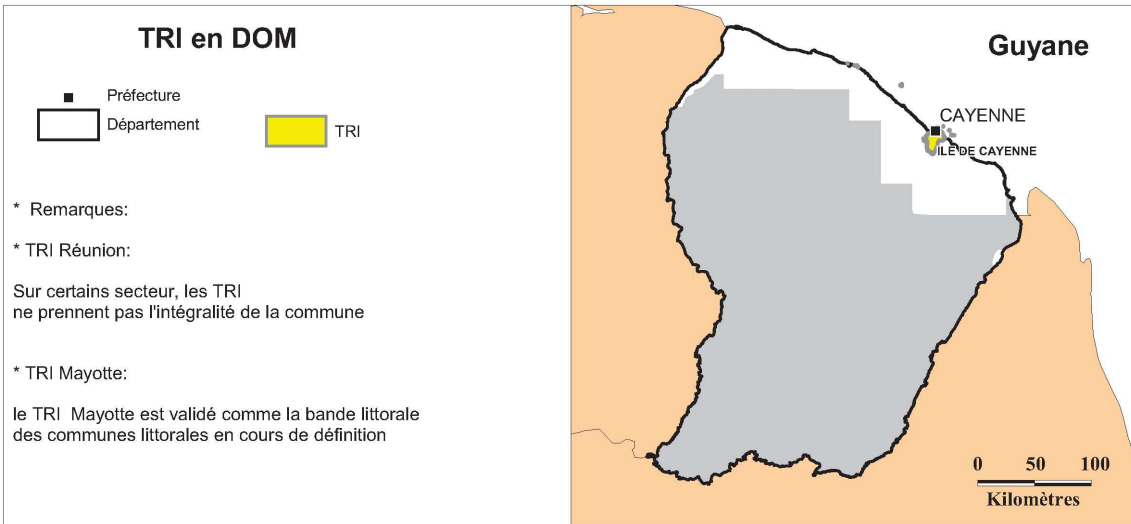 TRI en DOM
Préfecture
Département
TRI
* Remarques:
* TRI Réunion:
Sur certains secteur, les TRI
ne prennent pas l'intégralité de la commune
* TRI Mayotte:
le TRI Mayotte est validé comme la bande littorale
des communes littorales en cours de définition
Guyane
CAYENNE
ILE DE CAYENNE
0 50 100
Kilomètres